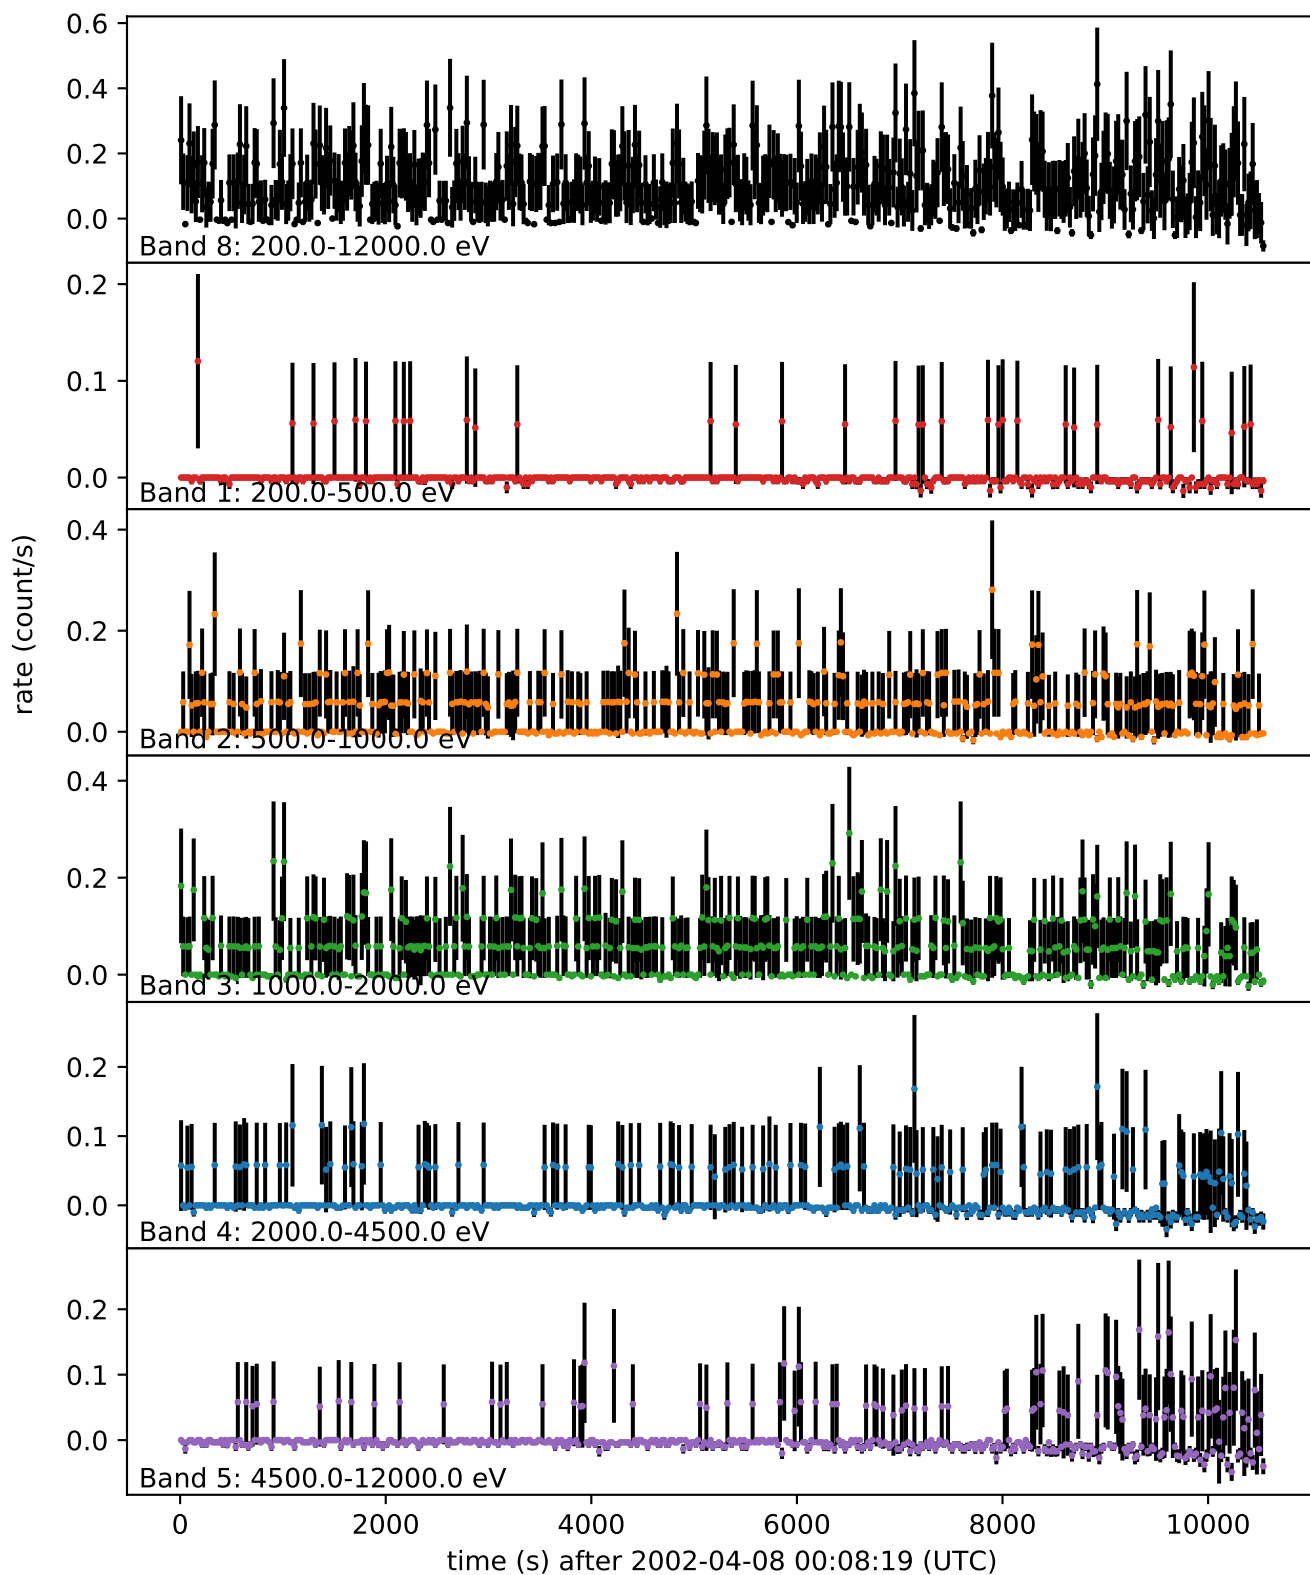 0.6
0.4
0.2
0.0
Band 8: 200.0-12000.0 eV
0.2
0.1
0.0
Band 1: 200.0-500.0 eV
rate (count/s)
0.4
0.2
0.0
Band 2: 500.0-1000.0 eV
0.4
0.2
0.0
Band 3: 1000.0-2000.0 eV
0.2
0.1
0.0
Band 4: 2000.0-4500.0 eV
0.2
0.1
0.0
Band 5: 4500.0-12000.0 eV
0 2000 4000 6000 8000 10000
time (s) after 2002-04-08 00:08:19 (UTC)